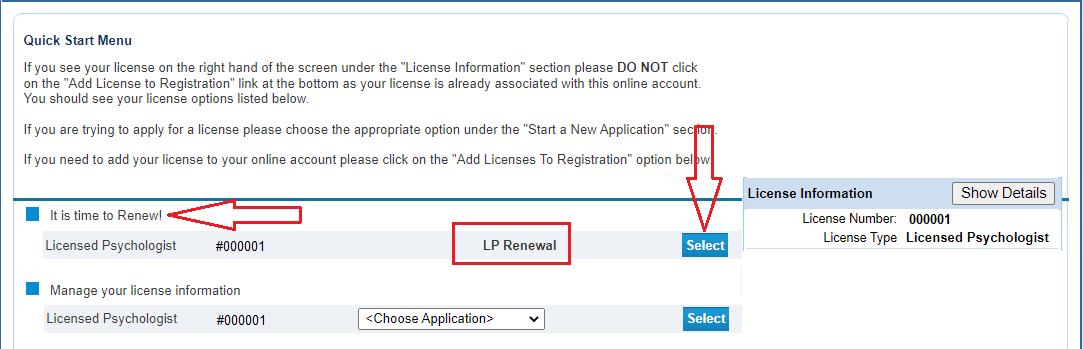 Quick Start Menu
If you see your license on the right hand of the screen under the "License Information" section please DO NOT click
on the "Add License to Registration" link at the bottom as your license is already associated with this online account.
You should see your license options listed below.
If you are trying to apply for a license please choose the appropriate option under the "Start a New Application" section.
If you need to add your license to your online account please click on the "Add Licenses To Registration" option below.
License Information Show Details
License Number: 000001
License Type Licensed Psychologist
It is time to Renew!
Licensed Psychologist #000001 LP Renewal Select
Manage your license information
Licensed Psychologist #000001 <Choose Application> Select